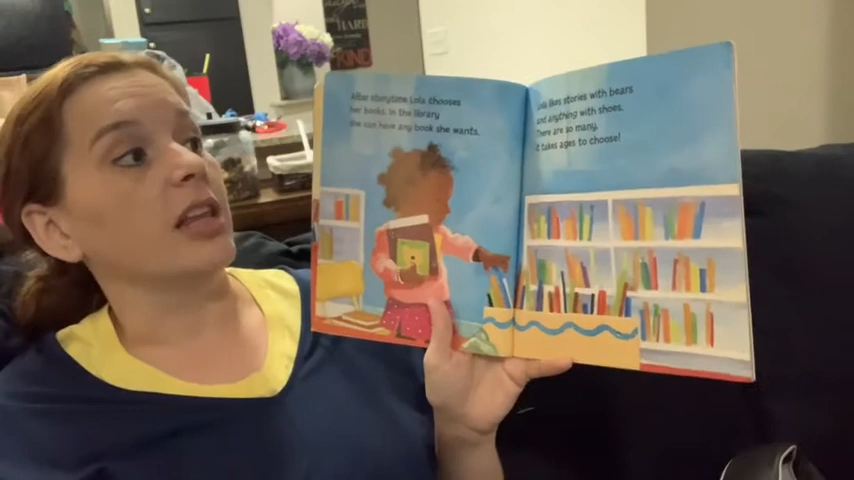 HARD
KIND
After storytime Lola chooses
her books. In the library
she can have any book she wants.
Lola likes stories with bears
and anything with shoes.
There are so many.
It takes ages to choose!